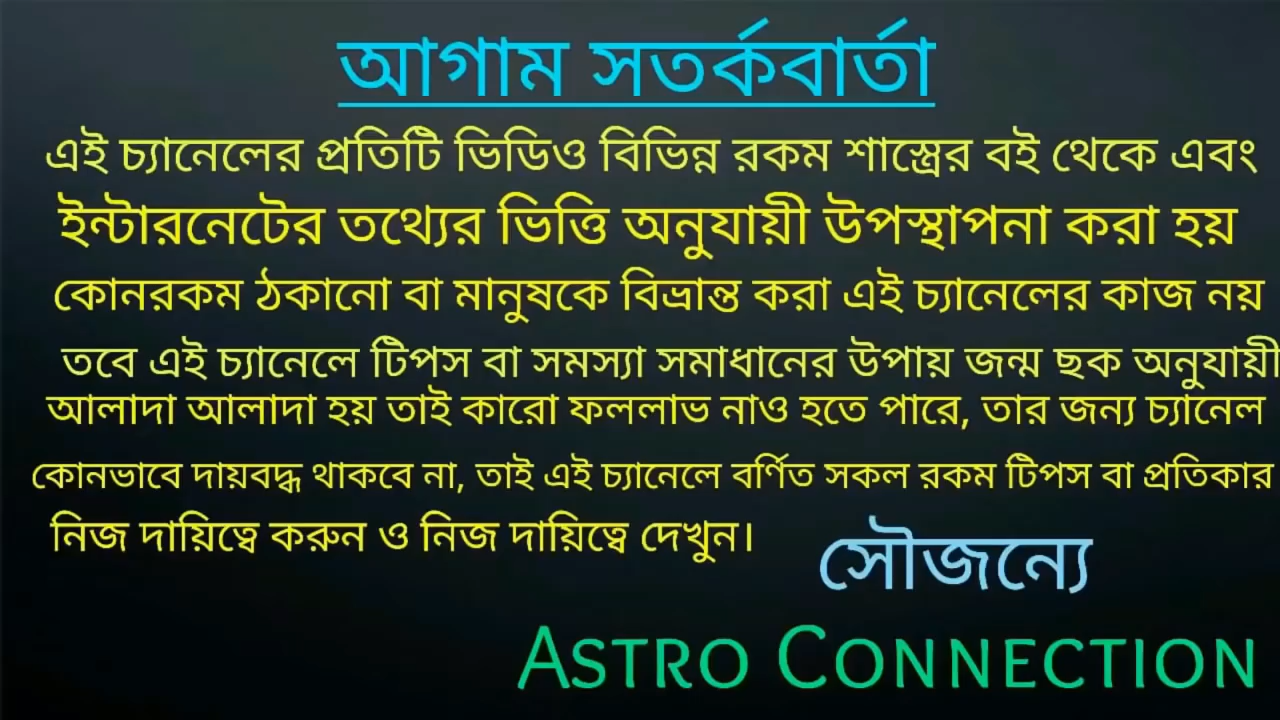 আগাম সতর্কবার্তা
এই চ্যানেলের প্রতিটি ভিডিও বিভিন্ন রকম শাস্ত্রের বই থেকে এবং
ইন্টারনেটের তথ্যের ভিত্তি অনুযায়ী উপস্থাপনা করা হয়
কোনরকম ঠকানো বা মানুষকে বিভ্রান্ত করা এই চ্যানেলের কাজ নয়
তবে এই চ্যানেলে টিপস বা সমস্যা সমাধানের উপায় জন্ম ছক অনুযায়ী
আলাদা আলাদা হয় তাই কারো ফললাভ নাও হতে পারে, তার জন্য চ্যানেল
কোনভাবে দায়বদ্ধ থাকবে না, তাই এই চ্যানেলে বর্ণিত সকল রকম টিপস বা প্রতিকার
নিজ দায়িত্বে করুন ও নিজ দায়িত্বে দেখুন।
সৌজন্যে
Astro Connection